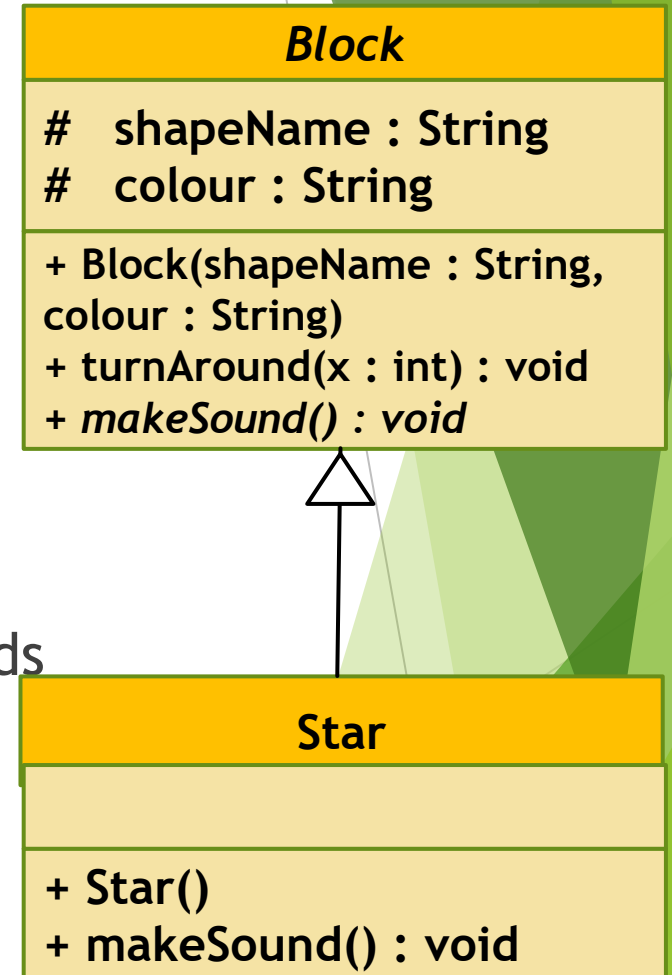 Block
# shapeName : String
# colour : String
+ Block(shapeName : String,
colour : String)
+ turnAround(x : int) : void
+ makeSound() : void
ds
Star
+ Star()
+ makeSound() : void